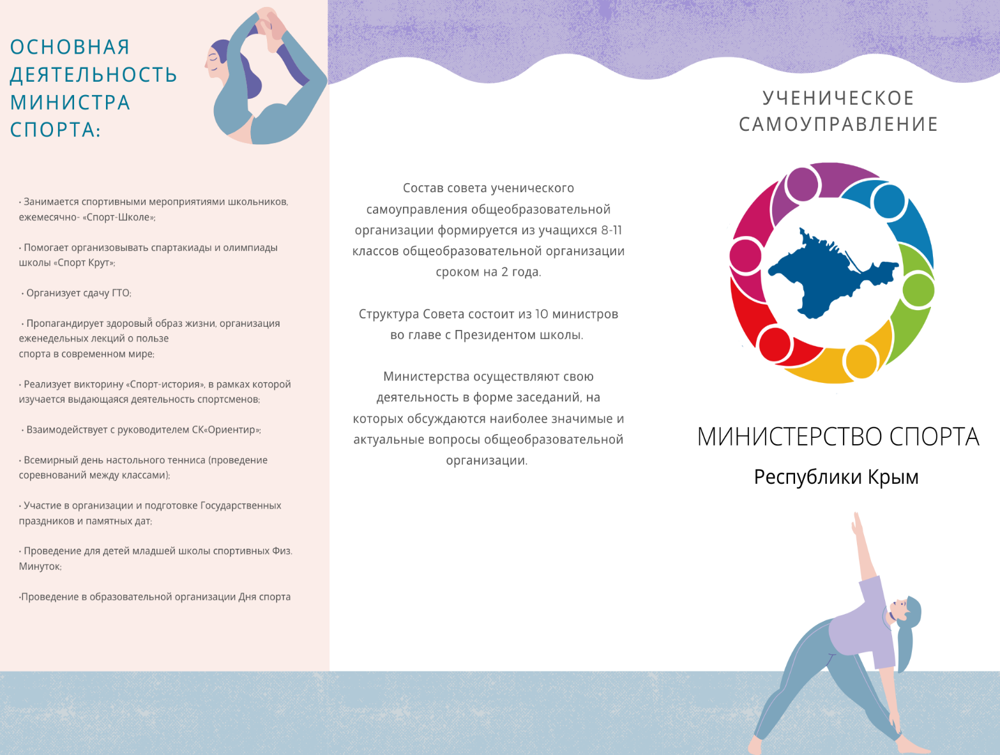 ОСНОВНАЯ
ДЕЯТЕЛЬНОСТЬ
МИНИСТРА
СПОРТА:
• Занимается спортивными мероприятиями школьников,
ежемесячно- «Спорт-Школе»;
• Помогает организовывать спартакиады и олимпиады
школы «Спорт Крут»;
• Организует сдачу ГТО;
• Пропагандирует здоровый образ жизни, организация
еженедельных лекций о пользе
спорта в современном мире;
• Реализует викторину «Спорт-история», в рамках которой
изучается выдающаяся деятельность спортсменов;
• Взаимодействует с руководителем СК«Ориентир»;
• Всемирный день настольного тенниса (проведение
соревнований между классами);
• Участие в организации и подготовке Государственных
праздников и памятных дат;
• Проведение для детей младшей школы спортивных Физ.
Минуток;
•Проведение в образовательной организации Дня спорта
Состав совета ученического
самоуправления общеобразовательной
организации формируется из учащихся 8-11
классов общеобразовательной организации
сроком на 2 года.
Структура Совета состоит из 10 министров
во главе с Президентом школы.
Министерства осуществляют свою
деятельность в форме заседаний, на
которых обсуждаются наиболее значимые и
актуальные вопросы общеобразовательной
организации.
УЧЕНИЧЕСКОЕ
САМОУПРАВЛЕНИЕ
МИНИСТЕРСТВО СПОРТА
Республики Крым